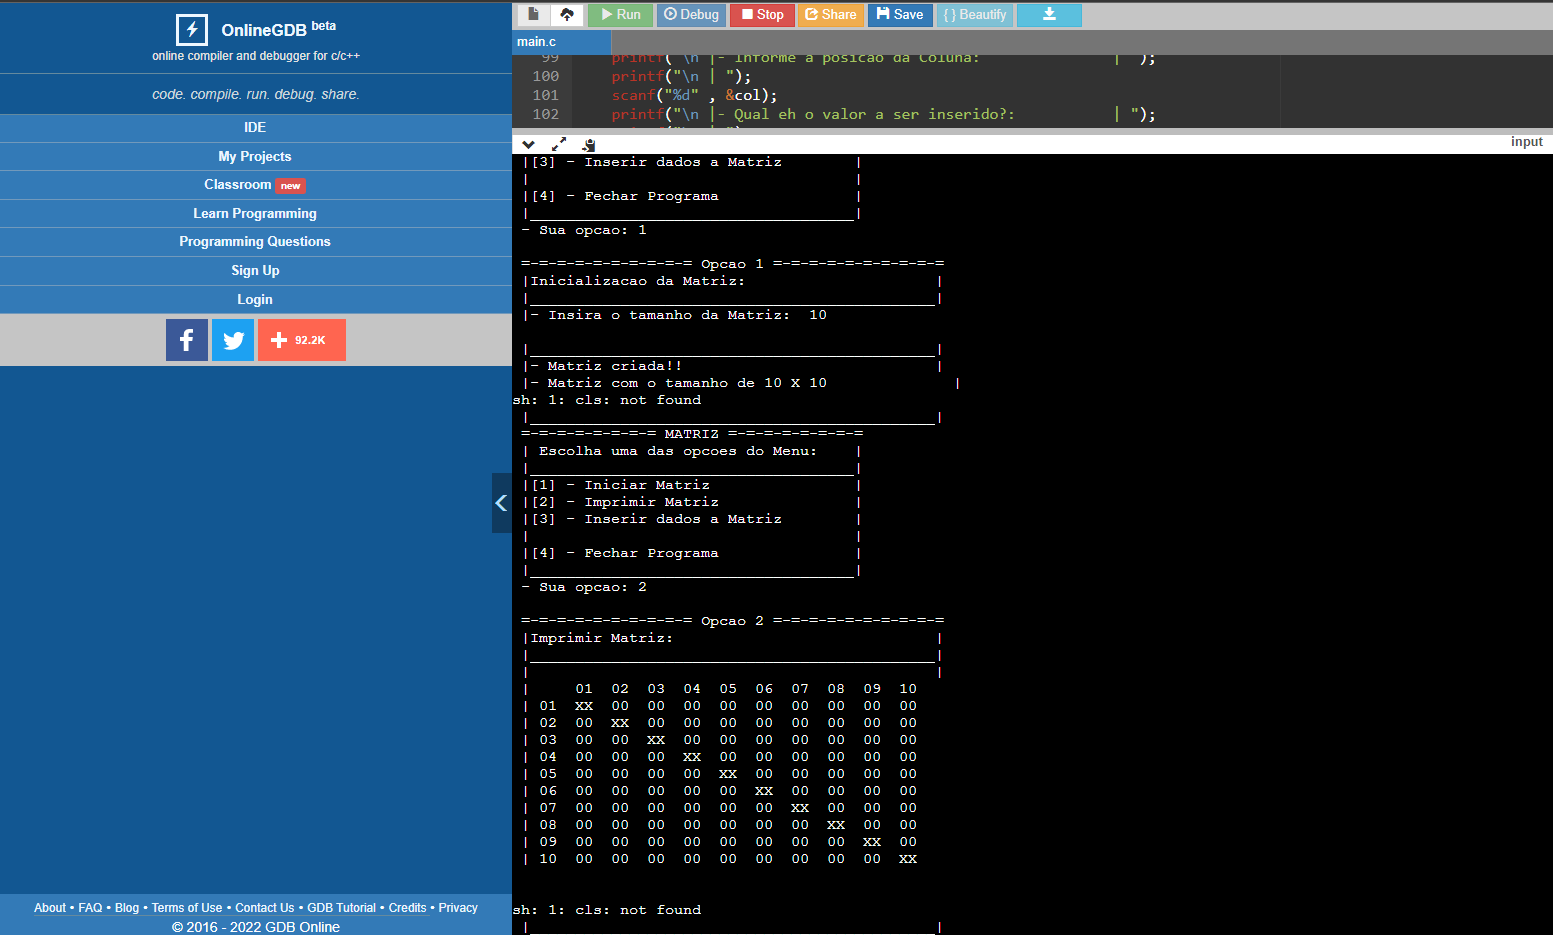 OnlineGDB beta
online compiler and debugger for c/c++
code. compile. run. debug. share.
IDE
My Projects
Classroom new
Learn Programming
Programming Questions
Sign Up
Login
92.2K
About • FAQ • Blog • Terms of Use • Contact Us • GDB Tutorial • Credits • Privacy
© 2016 - 2022 GDB Online
Run Debug Stop Share Save { } Beautify
main.c
99 printf("\n |- Informe a posicao da Coluna: | ");
100 printf("\n | ");
101 scanf("%d" , &col);
102 printf("\n |- Qual eh o valor a ser inserido?: | ");
input
|[3] - Inserir dados a Matriz |
| |
|[4] - Fechar Programa |
|____________________________________|
- Sua opcao: 1
=-=-=-=-=-=-=-=-=-= Opcao 1 =-=-=-=-=-=-=-=-=-=
|Inicializacao da Matriz: |
|_____________________________________________|
|- Insira o tamanho da Matriz: 10
|_____________________________________________|
|- Matriz criada!! |
|- Matriz com o tamanho de 10 X 10 |
sh: 1: cls: not found
|_____________________________________________|
=-=-=-=-=-=-=-= MATRIZ =-=-=-=-=-=-=-=
| Escolha uma das opcoes do Menu: |
|____________________________________|
|[1] - Iniciar Matriz |
|[2] - Imprimir Matriz |
|[3] - Inserir dados a Matriz |
| |
|[4] - Fechar Programa |
|____________________________________|
- Sua opcao: 2
=-=-=-=-=-=-=-=-=-= Opcao 2 =-=-=-=-=-=-=-=-=-=
|Imprimir Matriz: |
|_____________________________________________|
| |
| 01 02 03 04 05 06 07 08 09 10
| 01 XX 00 00 00 00 00 00 00 00 00
| 02 00 XX 00 00 00 00 00 00 00 00
| 03 00 00 XX 00 00 00 00 00 00 00
| 04 00 00 00 XX 00 00 00 00 00 00
| 05 00 00 00 00 XX 00 00 00 00 00
| 06 00 00 00 00 00 XX 00 00 00 00
| 07 00 00 00 00 00 00 XX 00 00 00
| 08 00 00 00 00 00 00 00 XX 00 00
| 09 00 00 00 00 00 00 00 00 XX 00
| 10 00 00 00 00 00 00 00 00 00 XX
sh: 1: cls: not found
|_____________________________________________|